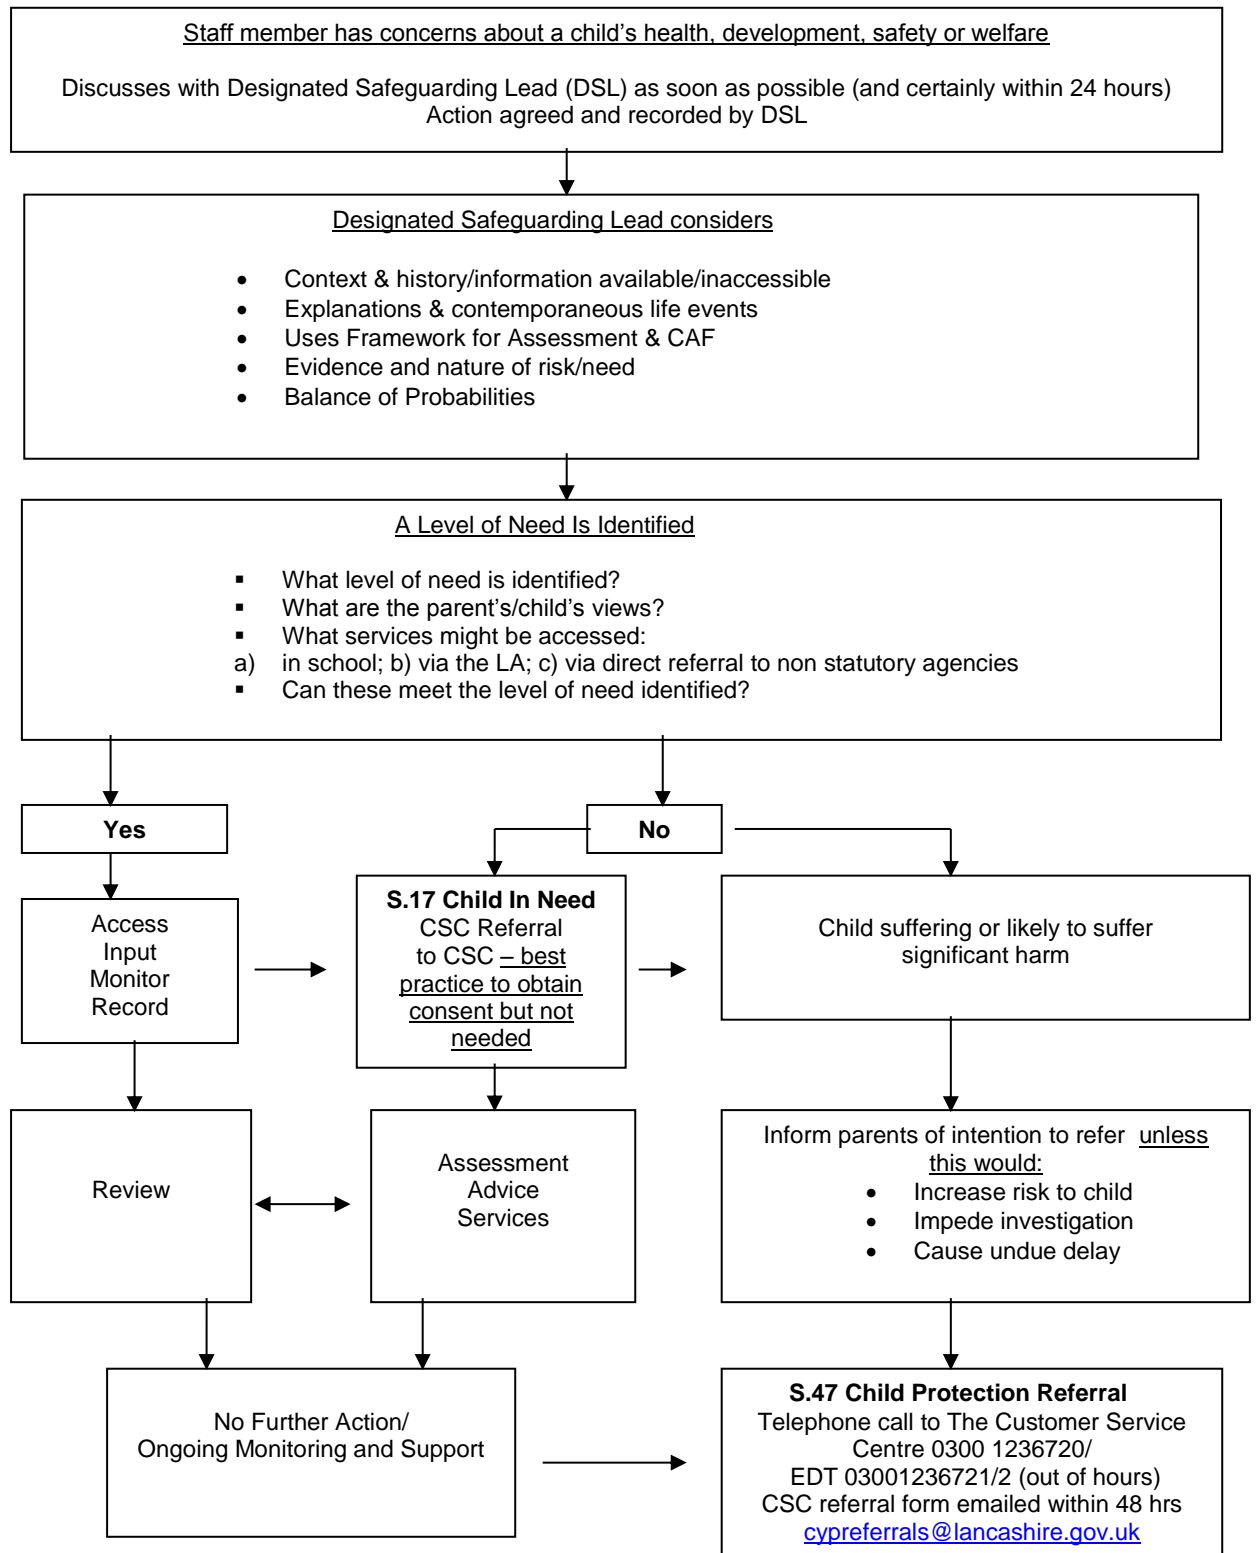 Staff member has concerns about a child’s health, development, safety or welfare
Discusses with Designated Safeguarding Lead (DSL) as soon as possible (and certainly within 24 hours)
Action agreed and recorded by DSL
Designated Safeguarding Lead considers
• Context & history/information available/inaccessible
• Explanations & contemporaneous life events
• Uses Framework for Assessment & CAF
• Evidence and nature of risk/need
• Balance of Probabilities
A Level of Need Is Identified
▪ What level of need is identified?
▪ What are the parent’s/child’s views?
▪ What services might be accessed:
a) in school; b) via the LA; c) via direct referral to non statutory agencies
▪ Can these meet the level of need identified?
Yes
No
Access
Input
Monitor
Record
S.17 Child In Need
CSC Referral
to CSC – best
practice to obtain
consent but not
needed
Child suffering or likely to suffer
significant harm
Review
Assessment
Advice
Services
Inform parents of intention to refer unless
this would:
• Increase risk to child
• Impede investigation
• Cause undue delay
No Further Action/
Ongoing Monitoring and Support
S.47 Child Protection Referral
Telephone call to The Customer Service
Centre 0300 1236720/
EDT 03001236721/2 (out of hours)
CSC referral form emailed within 48 hrs
cypreferrals@lancashire.gov.uk